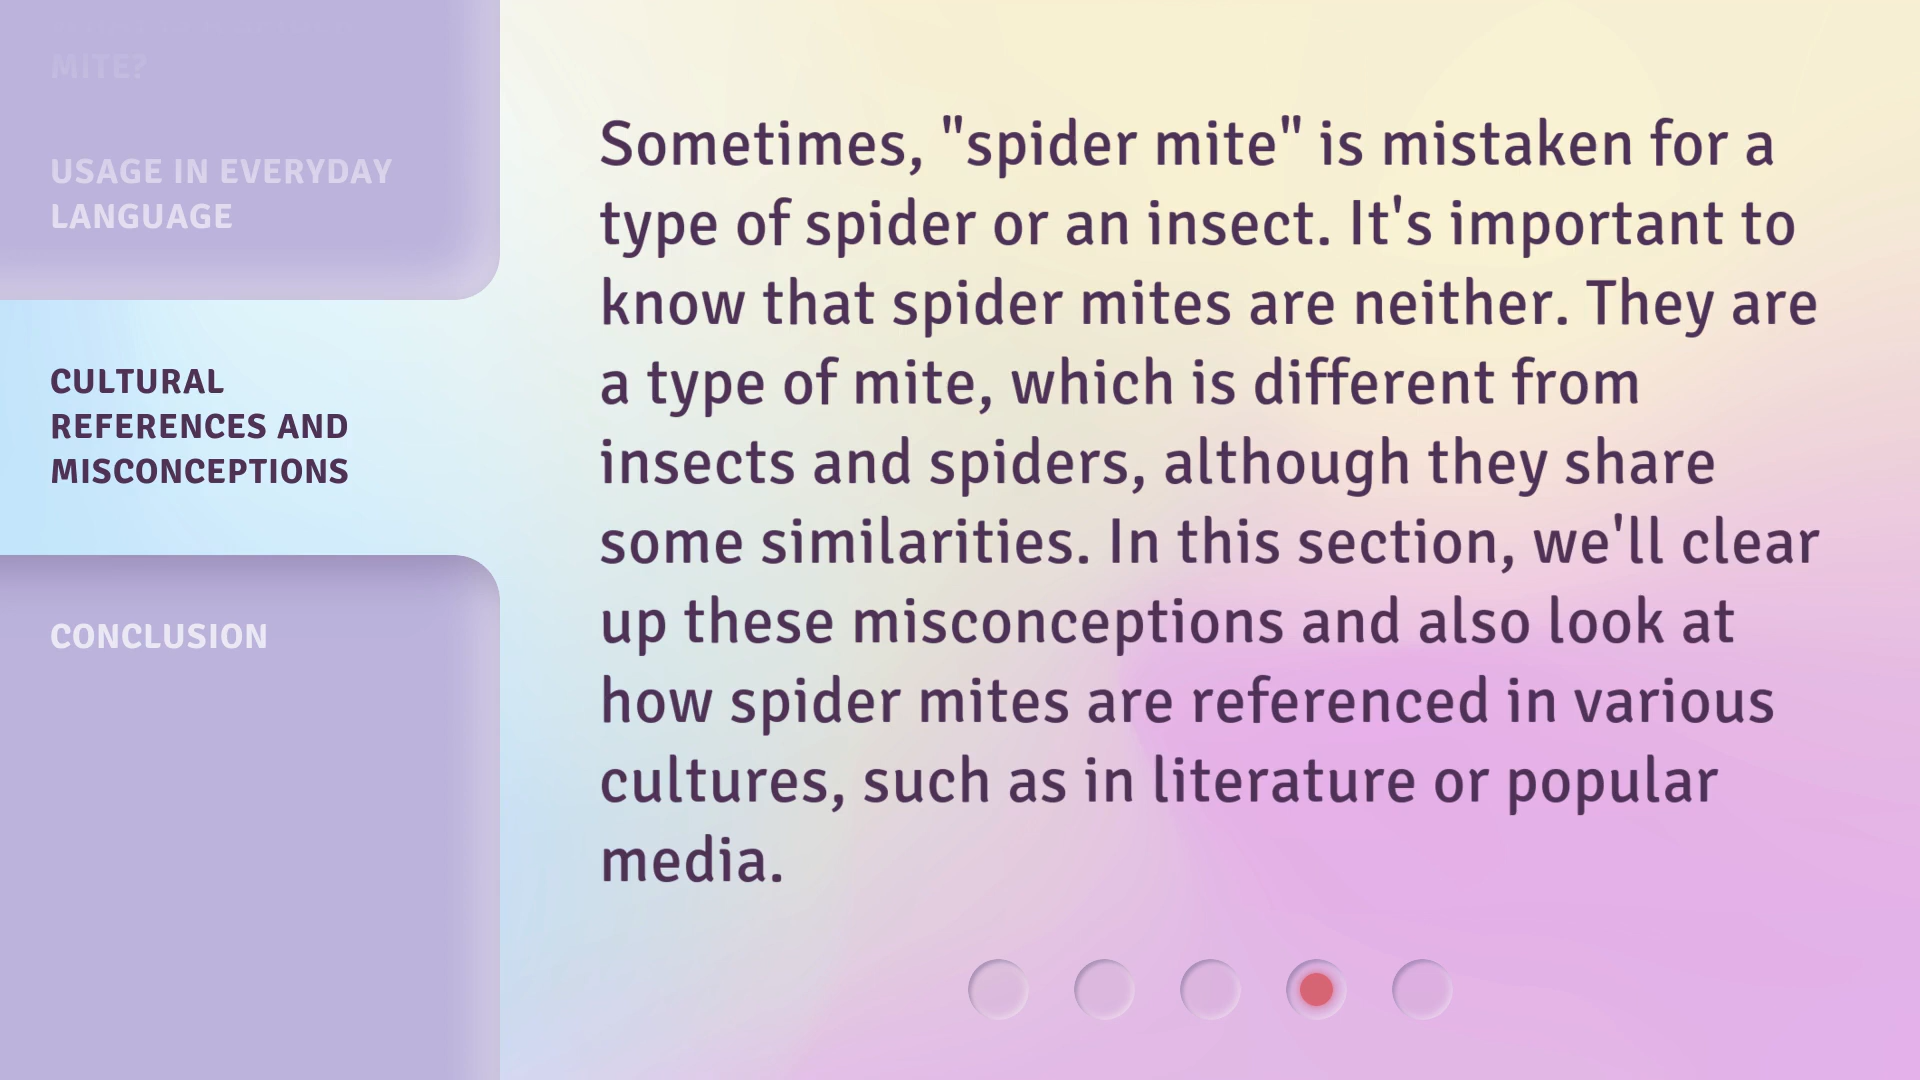 MITE?
USAGE IN EVERYDAY
LANGUAGE
CULTURAL
REFERENCES AND
MISCONCEPTIONS
CONCLUSION
Sometimes, "spider mite" is mistaken for a
type of spider or an insect. It's important to
know that spider mites are neither. They are
a type of mite, which is different from
insects and spiders, although they share
some similarities. In this section, we'll clear
up these misconceptions and also look at
how spider mites are referenced in various
cultures, such as in literature or popular
media.